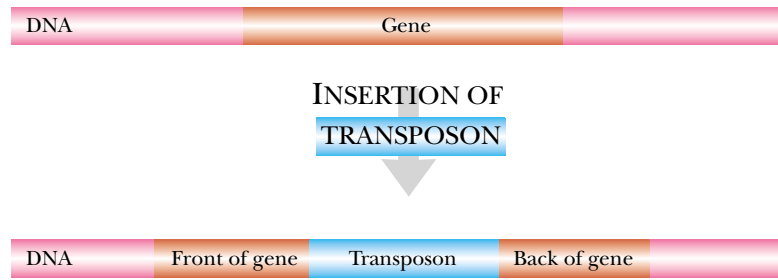 DNA Gene
INSERTION OF
TRANSPOSON
DNA Front of gene Transposon Back of gene